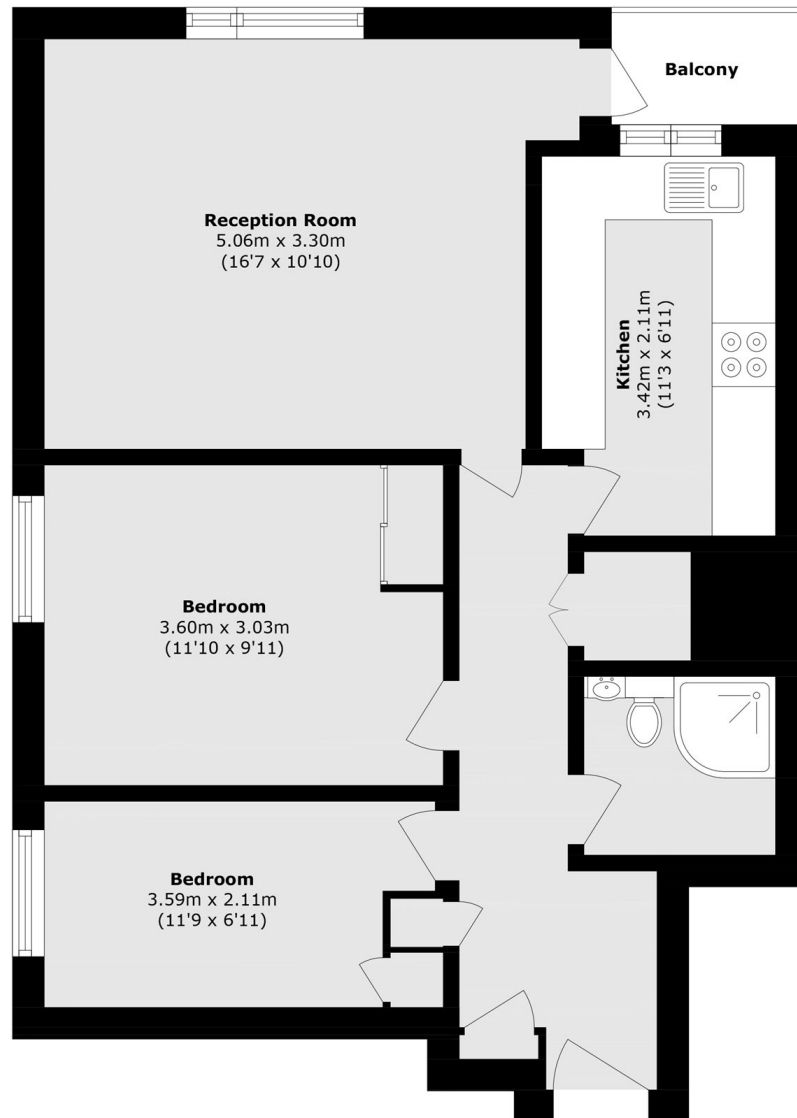 Balcony
Reception Room
5.06m x 3.30m
(16'7 x 10'10)
Kitchen
3.42m x 2.11m
(11'3 x 6'11)
Bedroom
3.60m x 3.03m
(11'10 x 9'11)
Bedroom
3.59m x 2.11m
(11'9 x 6'11)